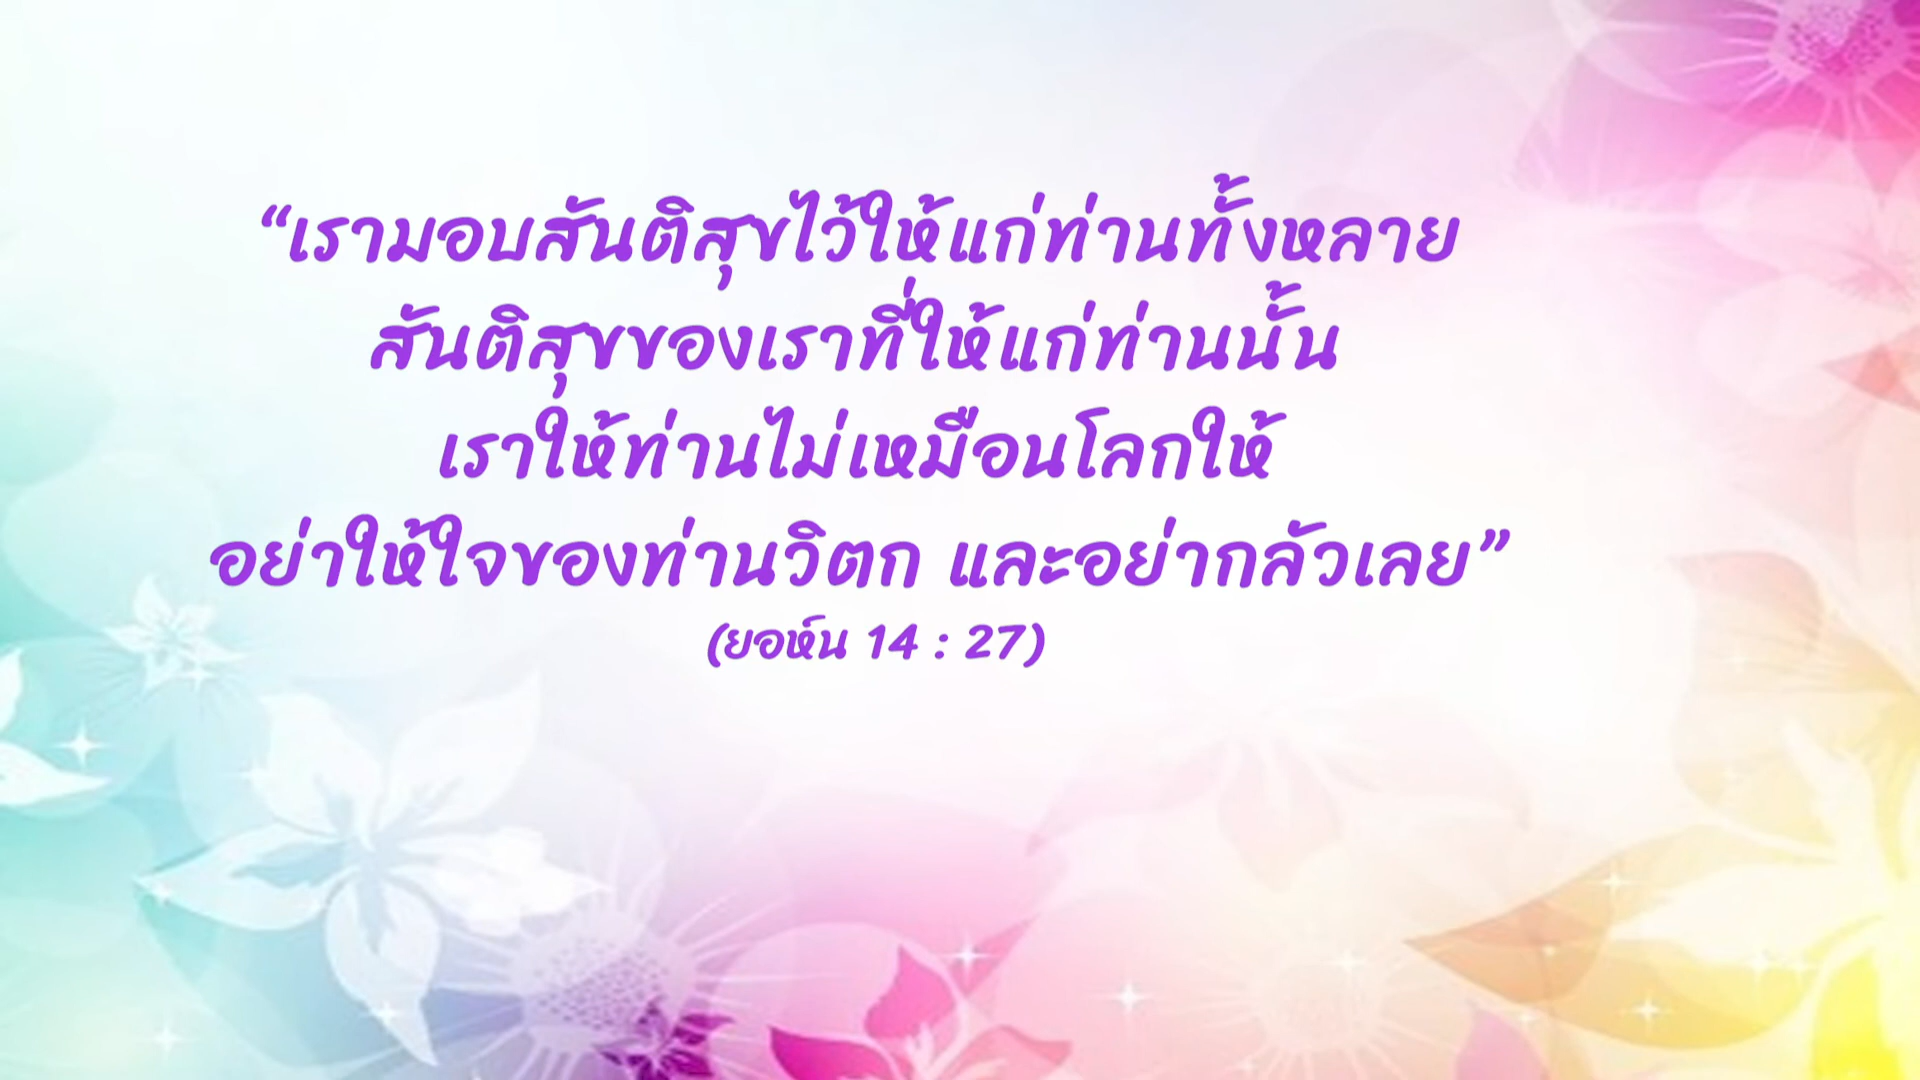 “เรามอบสันติสุขไว้ให้แก่ท่านทั้งหลาย
สันติสุขของเราที่ให้แก่ท่านนั้น
เราให้ท่านไม่เหมือนโลกให้
อย่าให้ใจของท่านวิตก และอย่ากลัวเลย”
(ยอห์น 14 : 27)